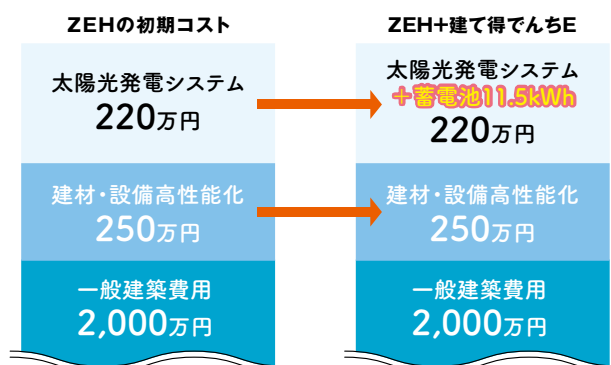 ZEHの初期コスト
太陽光発電システム
220万円
建材・設備高性能化
250万円
一般建築費用
2,000万円
ZEH+建て得でんちE
太陽光発電システム
＋蓄電池11.5kWh
220万円
建材・設備高性能化
250万円
一般建築費用
2,000万円